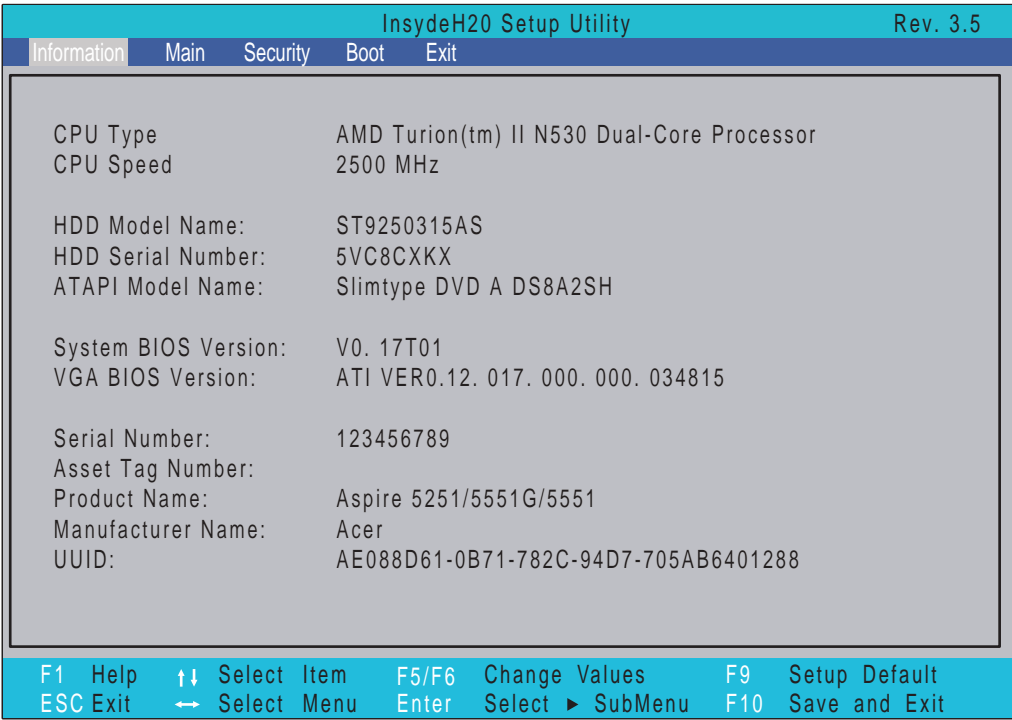 InsydeH20 Setup Utility Rev. 3.5
Information Main Security Boot Exit
CPU Type AMD Turion(tm) II N530 Dual-Core Processor
CPU Speed 2500 MHz
HDD Model Name: ST9250315AS
HDD Serial Number: 5VC8CXKX
ATAPI Model Name: Slimtype DVD A DS8A2SH
System BIOS Version: V0. 17T01
VGA BIOS Version: ATI VER0.12. 017. 000. 000. 034815
Serial Number: 123456789
Asset Tag Number:
Product Name: Aspire 5251/5551G/5551
Manufacturer Name: Acer
UUID: AE088D61-0B71-782C-94D7-705AB6401288
F1 Help ↑↓ Select Item F5/F6 Change Values F9 Setup Default
ESC Exit ↔ Select Menu Enter Select ► SubMenu F10 Save and Exit